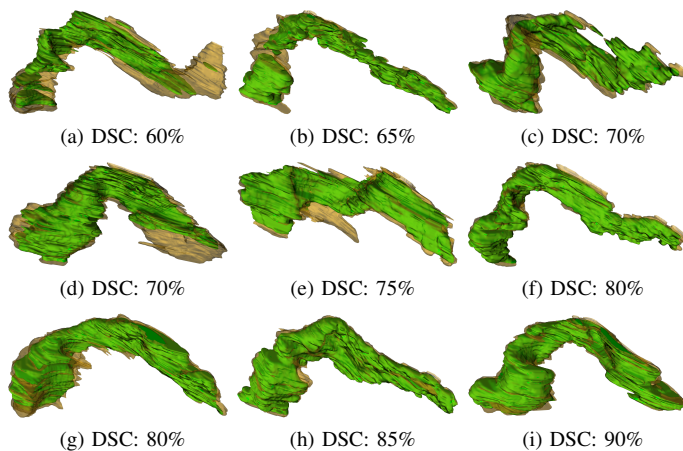 (a) DSC: 60%
(b) DSC: 65%
(c) DSC: 70%
(d) DSC: 70%
(e) DSC: 75%
(f) DSC: 80%
(g) DSC: 80%
(h) DSC: 85%
(i) DSC: 90%